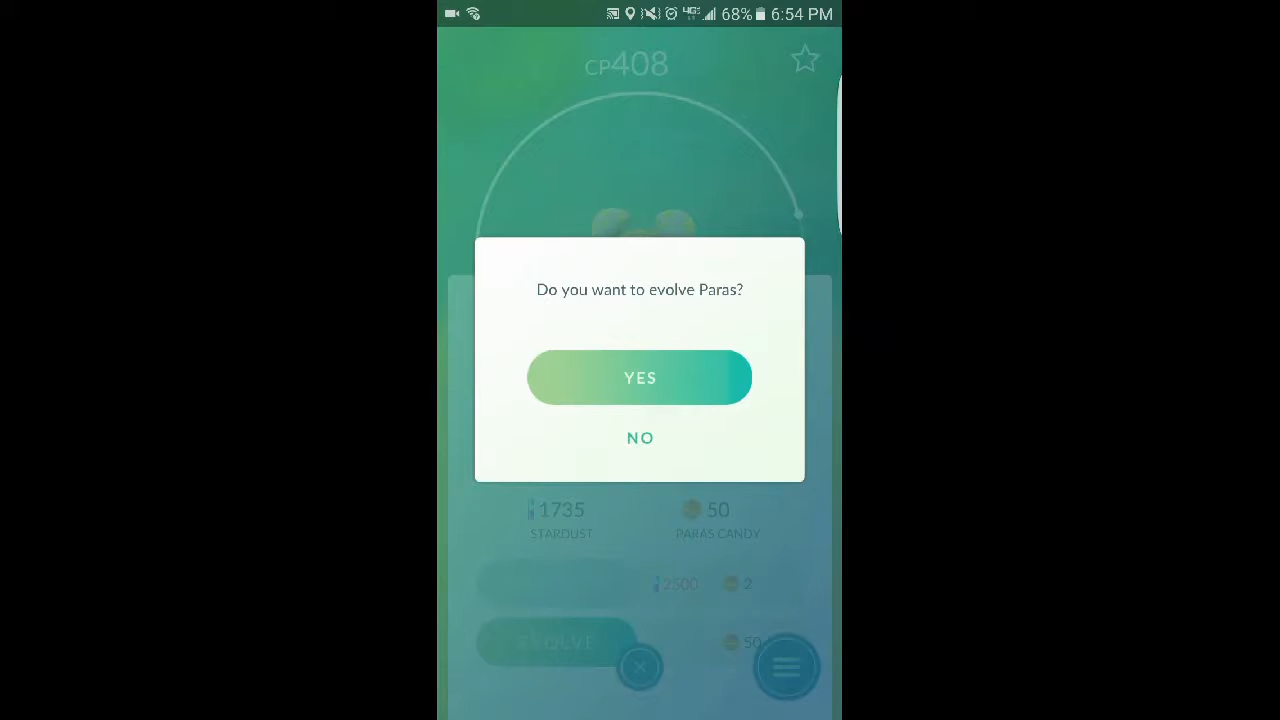 4G 68% 6:54 PM
CP408
Do you want to evolve Paras?
YES
NO
1735 50
STARDUST PARAS CANDY
2500 2
EVOLVE 50